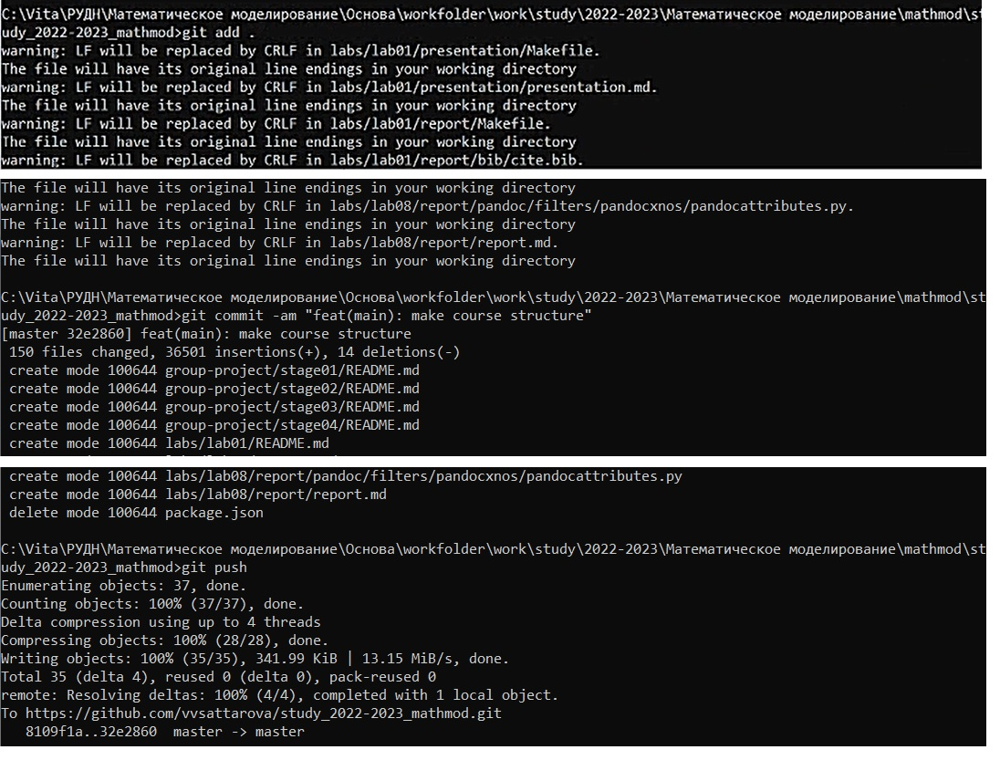 C:\Vita\РУДН\Математическое моделирование\Основа\workfolder\work\study\2022-2023\Математическое моделирование\mathmod\st
udy_2022-2023_mathmod>git add .
warning: LF will be replaced by CRLF in labs/lab01/presentation/Makefile.
The file will have its original line endings in your working directory
warning: LF will be replaced by CRLF in labs/lab01/presentation/presentation.md.
The file will have its original line endings in your working directory
warning: LF will be replaced by CRLF in labs/lab01/report/Makefile.
The file will have its original line endings in your working directory
warning: LF will be replaced by CRLF in labs/lab01/report/bib/cite.bib.
The file will have its original line endings in your working directory
warning: LF will be replaced by CRLF in labs/lab08/report/pandoc/filters/pandocxnos/pandocattributes.py.
The file will have its original line endings in your working directory
warning: LF will be replaced by CRLF in labs/lab08/report/report.md.
The file will have its original line endings in your working directory
C:\Vita\РУДН\Математическое моделирование\Основа\workfolder\work\study\2022-2023\Математическое моделирование\mathmod\st
udy_2022-2023_mathmod>git commit -am "feat(main): make course structure"
[master 32e2860] feat(main): make course structure
150 files changed, 36501 insertions(+), 14 deletions(-)
create mode 100644 group-project/stage01/README.md
create mode 100644 group-project/stage02/README.md
create mode 100644 group-project/stage03/README.md
create mode 100644 group-project/stage04/README.md
create mode 100644 labs/lab01/README.md
create mode 100644 labs/lab08/report/pandoc/filters/pandocxnos/pandocattributes.py
create mode 100644 labs/lab08/report/report.md
delete mode 100644 package.json
C:\Vita\РУДН\Математическое моделирование\Основа\workfolder\work\study\2022-2023\Математическое моделирование\mathmod\st
udy_2022-2023_mathmod>git push
Enumerating objects: 37, done.
Counting objects: 100% (37/37), done.
Delta compression using up to 4 threads
Compressing objects: 100% (28/28), done.
Writing objects: 100% (35/35), 341.99 KiB | 13.15 MiB/s, done.
Total 35 (delta 4), reused 0 (delta 0), pack-reused 0
remote: Resolving deltas: 100% (4/4), completed with 1 local object.
To https://github.com/vvsattarova/study_2022-2023_mathmod.git
8109f1a..32e2860  master -> master